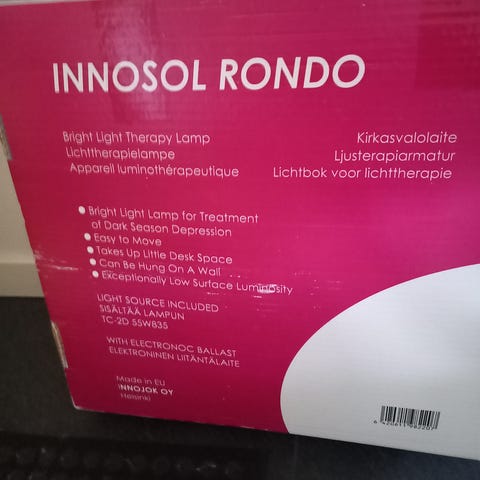 INNOSOL RONDO
Bright Light Therapy Lamp
Lichttherapielampe
Appareil luminothérapeutique
Kirkasvalolaite
Ljusterapiarmatur
Lichtbok voor lichttherapie
• Bright Light Lamp for Treatment
of Dark Season Depression
• Easy to Move
• Takes Up Little Desk Space
• Can Be Hung On A Wall
• Exceptionally Low Surface Luminosity
LIGHT SOURCE INCLUDED
SISÄLTÄÄ LAMPUN
TC-2D 55W835
WITH ELECTRONOC BALLAST
ELEKTRONINEN LIITÄNTÄLAITE
Made in EU
INNOJOK OY
Helsinki